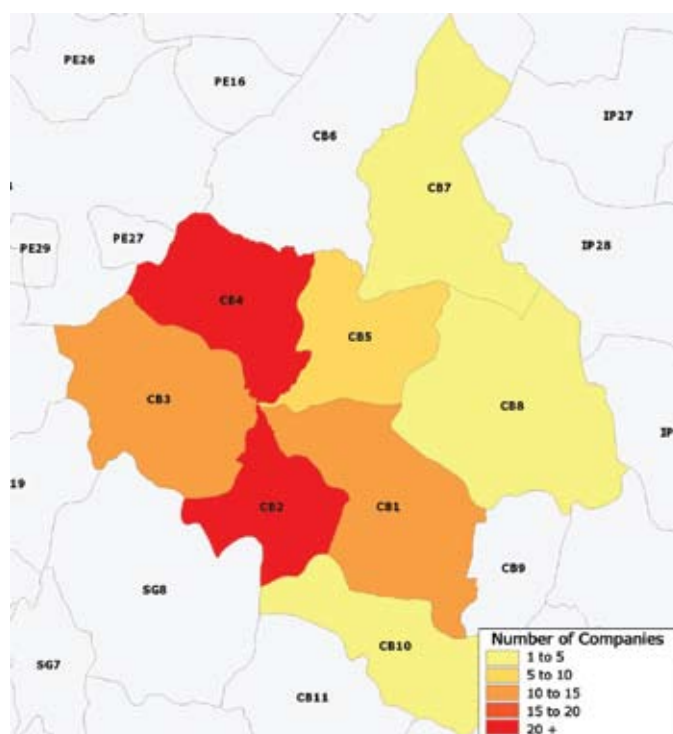 PE26
PE16
IP27
CB6
CB7
PE29
PE27
IP28
CB4
CB5
CB3
CB8
IP
19
CB2
CB1
CB9
SG8
CB10
SG7
CB11
Number of Companies
1 to 5
5 to 10
10 to 15
15 to 20
20 +